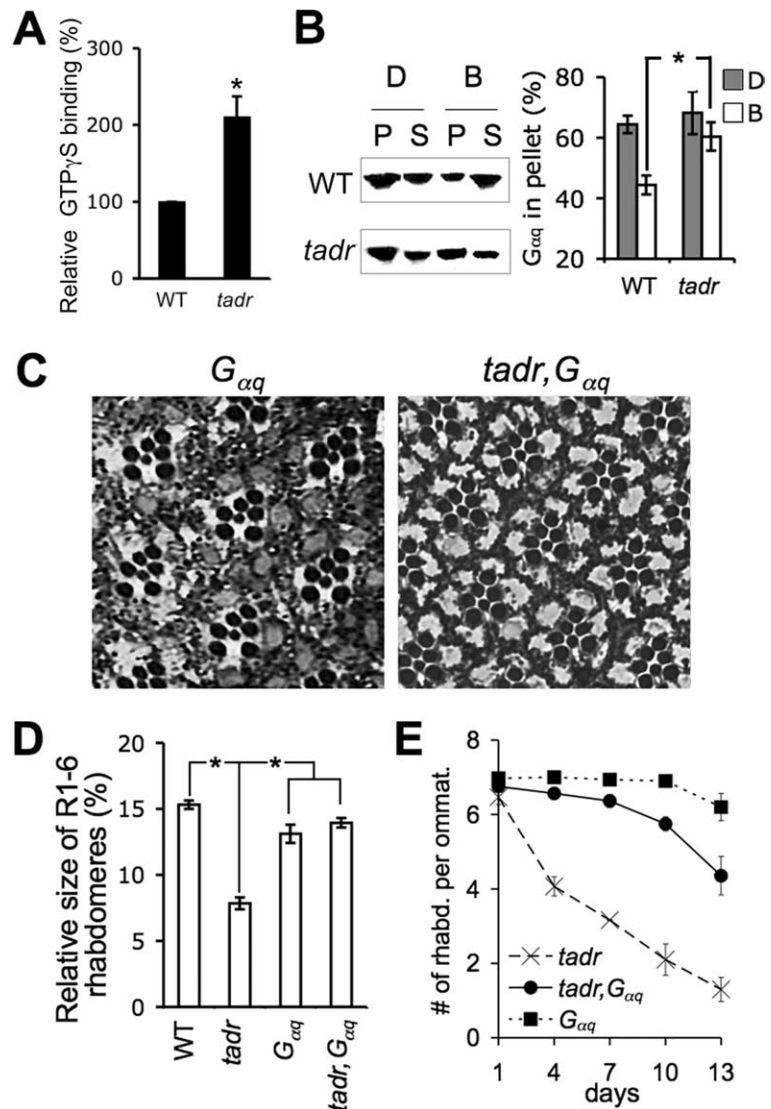 A
Relative GTPγS binding (%)
300
200
100
0
*
WT
tadr
B
D B
P S P S
WT
tadr
Gαq in pellet (%)
80
60
40
20
*
D
B
WT
tadr
C
Gαq
tadr,Gαq
D
Relative size of R1-6
rhabdomeres (%)
20
15
10
5
0
* *
WT
tadr
Gαq
tadr, Gαq
E
# of rhabd. per ommat.
8
6
4
2
0
tadr
tadr,Gαq
Gαq
1 4 7 10 13
days